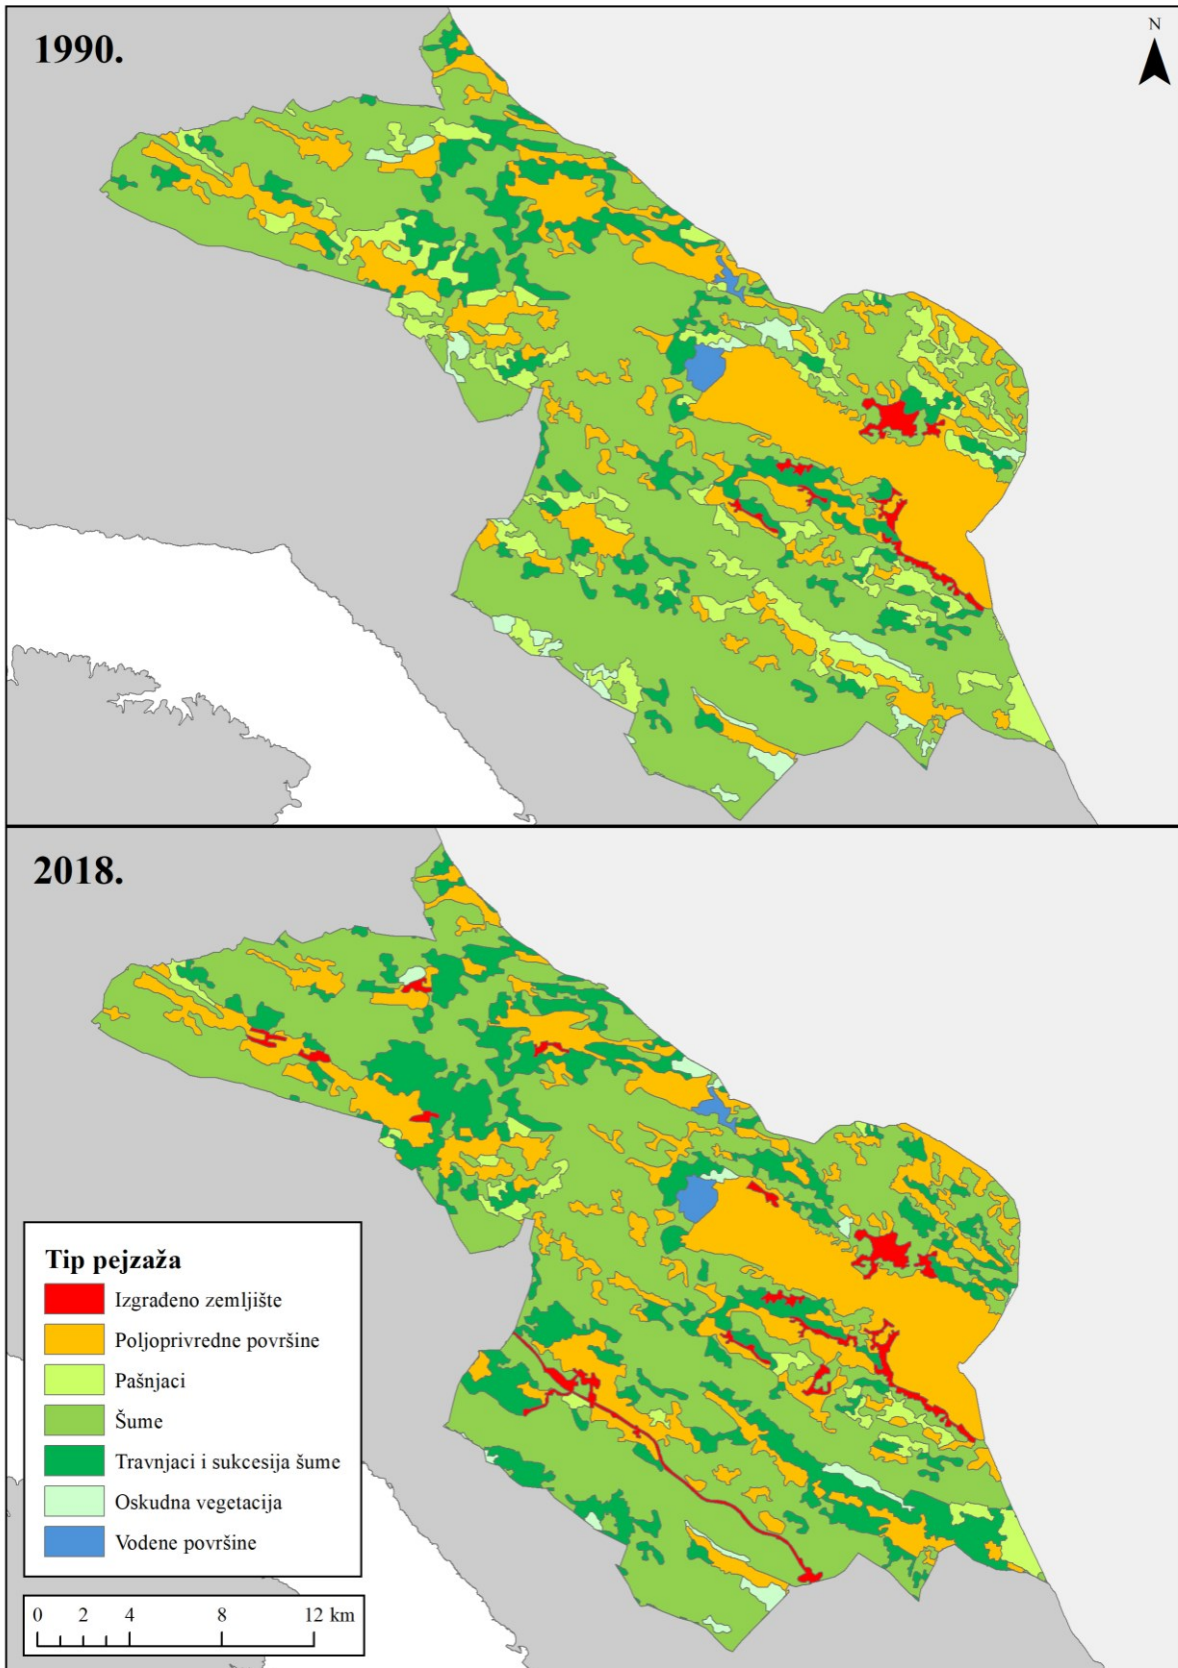 1990.
N
2018.
Tip pejzaža
Izgrađeno zemljište
Poljoprivredne površine
Pašnjaci
Šume
Travnjaci i sukcesija šume
Oskudna vegetacija
Vodene površine
0 2 4 8 12 km